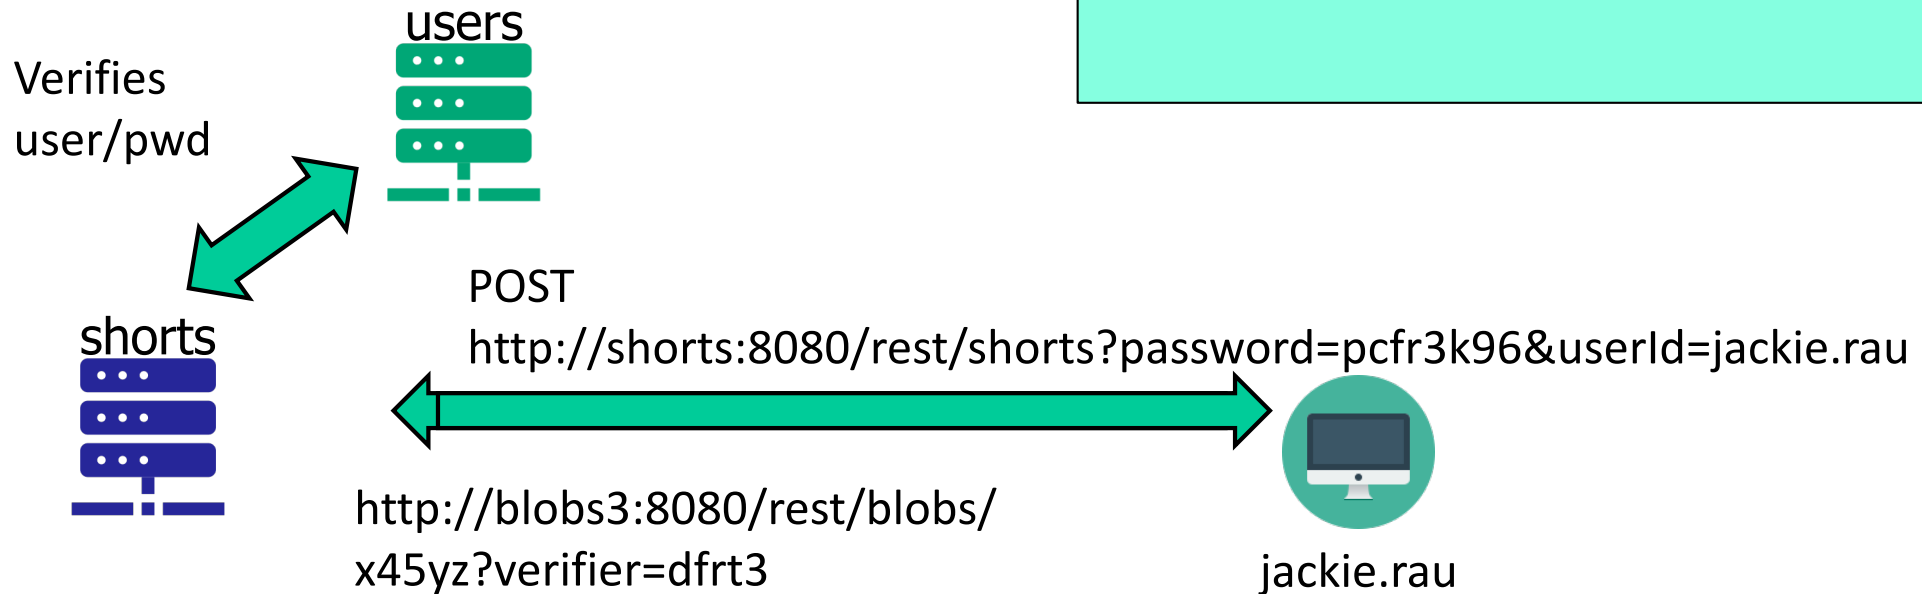 users
Verifies
user/pwd
POST
shorts
http://shorts:8080/rest/shorts?password=pcfr3k96&userId=jackie.rau
http://blobs3:8080/rest/blobs/
x45yz?verifier=dfrt3
jackie.rau